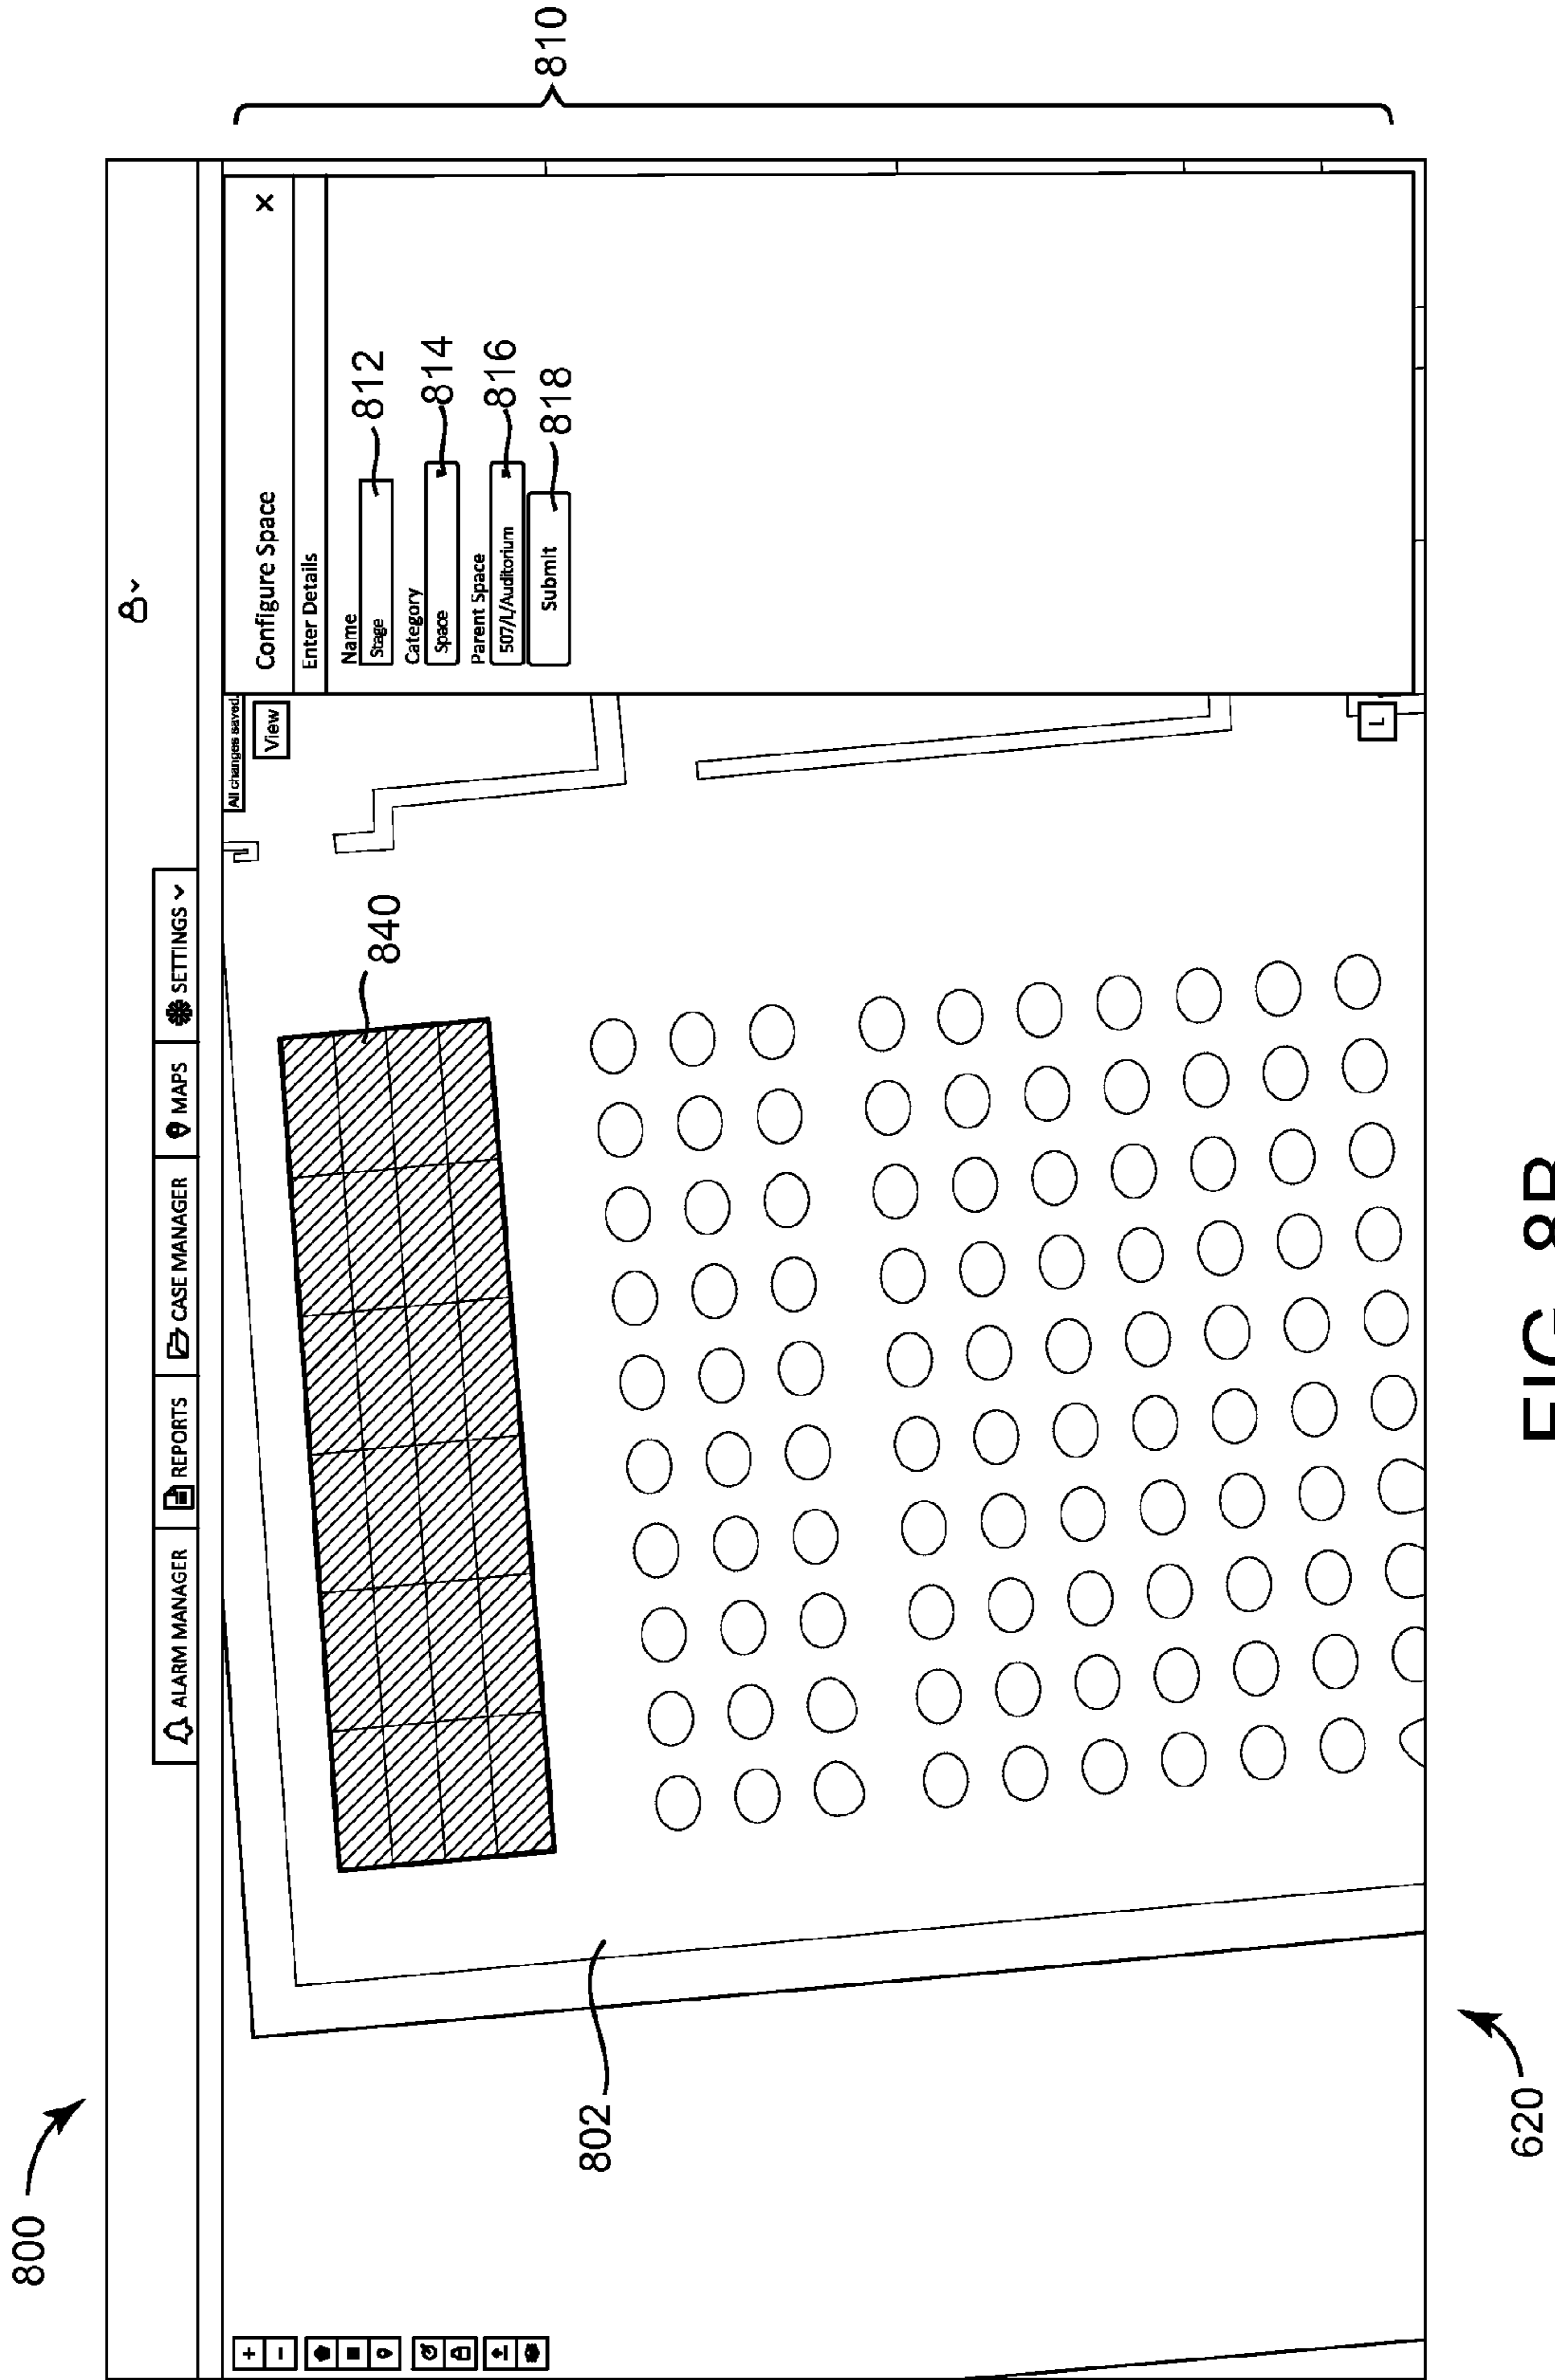 800
ALARM MANAGER
REPORTS
CASE MANAGER
MAPS
SETTINGS
+
−
All changes saved.
View
Configure Space
X
Enter Details
Name
Stage
812
Category
Space
814
Parent Space
507/L/Auditorium
816
Submit
818
810
840
802
L
620
FIG. 8B